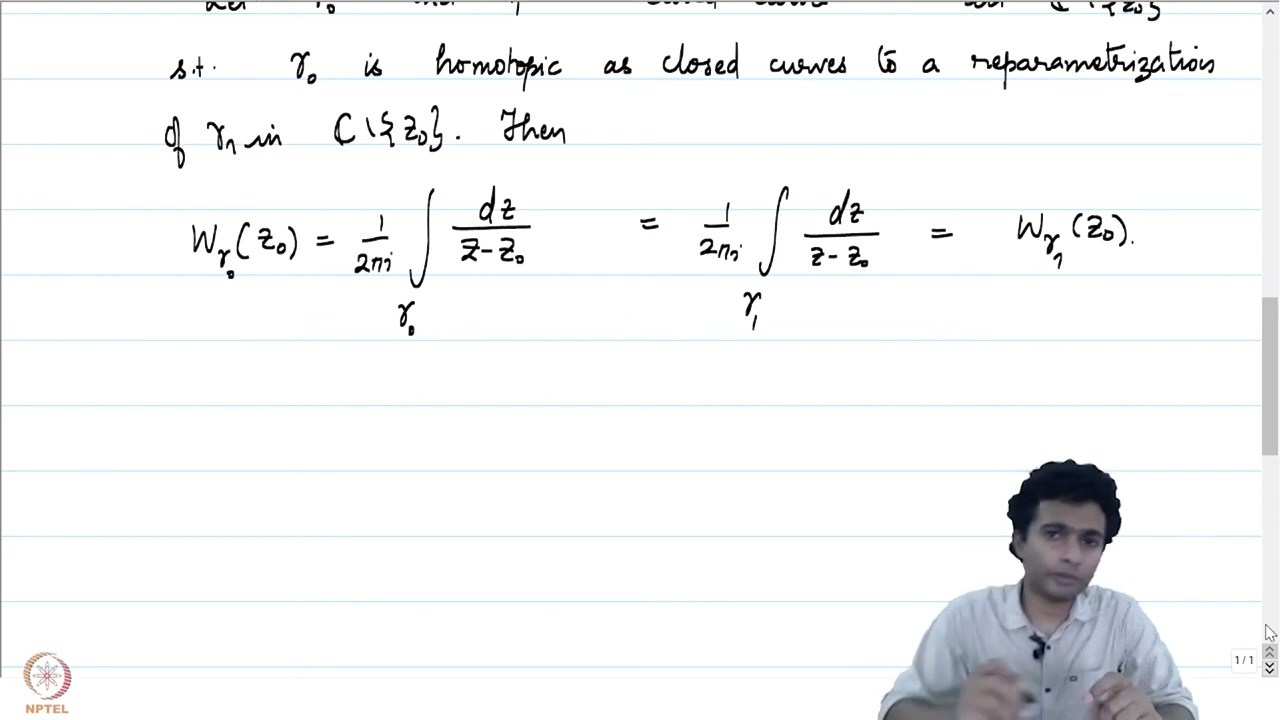 s.t. γ₀ is homotopic as closed curves to a reparametrization
of γ₁ in ℂ\{z₀}. Then
W_γ₀(z₀) = 1/2πi ∫_γ₀ dz/(z-z₀) = 1/2πi ∫_γ₁ dz/(z-z₀) = W_γ₁(z₀).
1/1
NPTEL